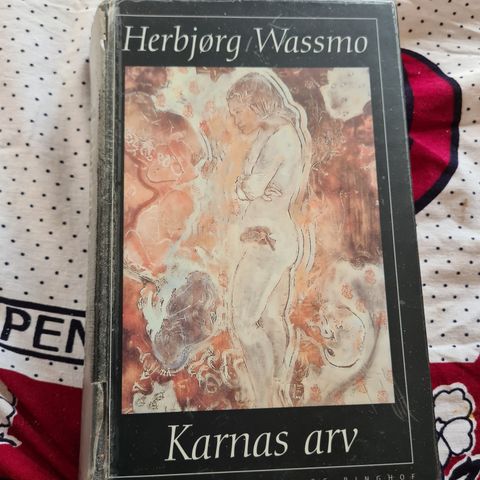 Herbjørg Wassmo
Karnas arv
PEN